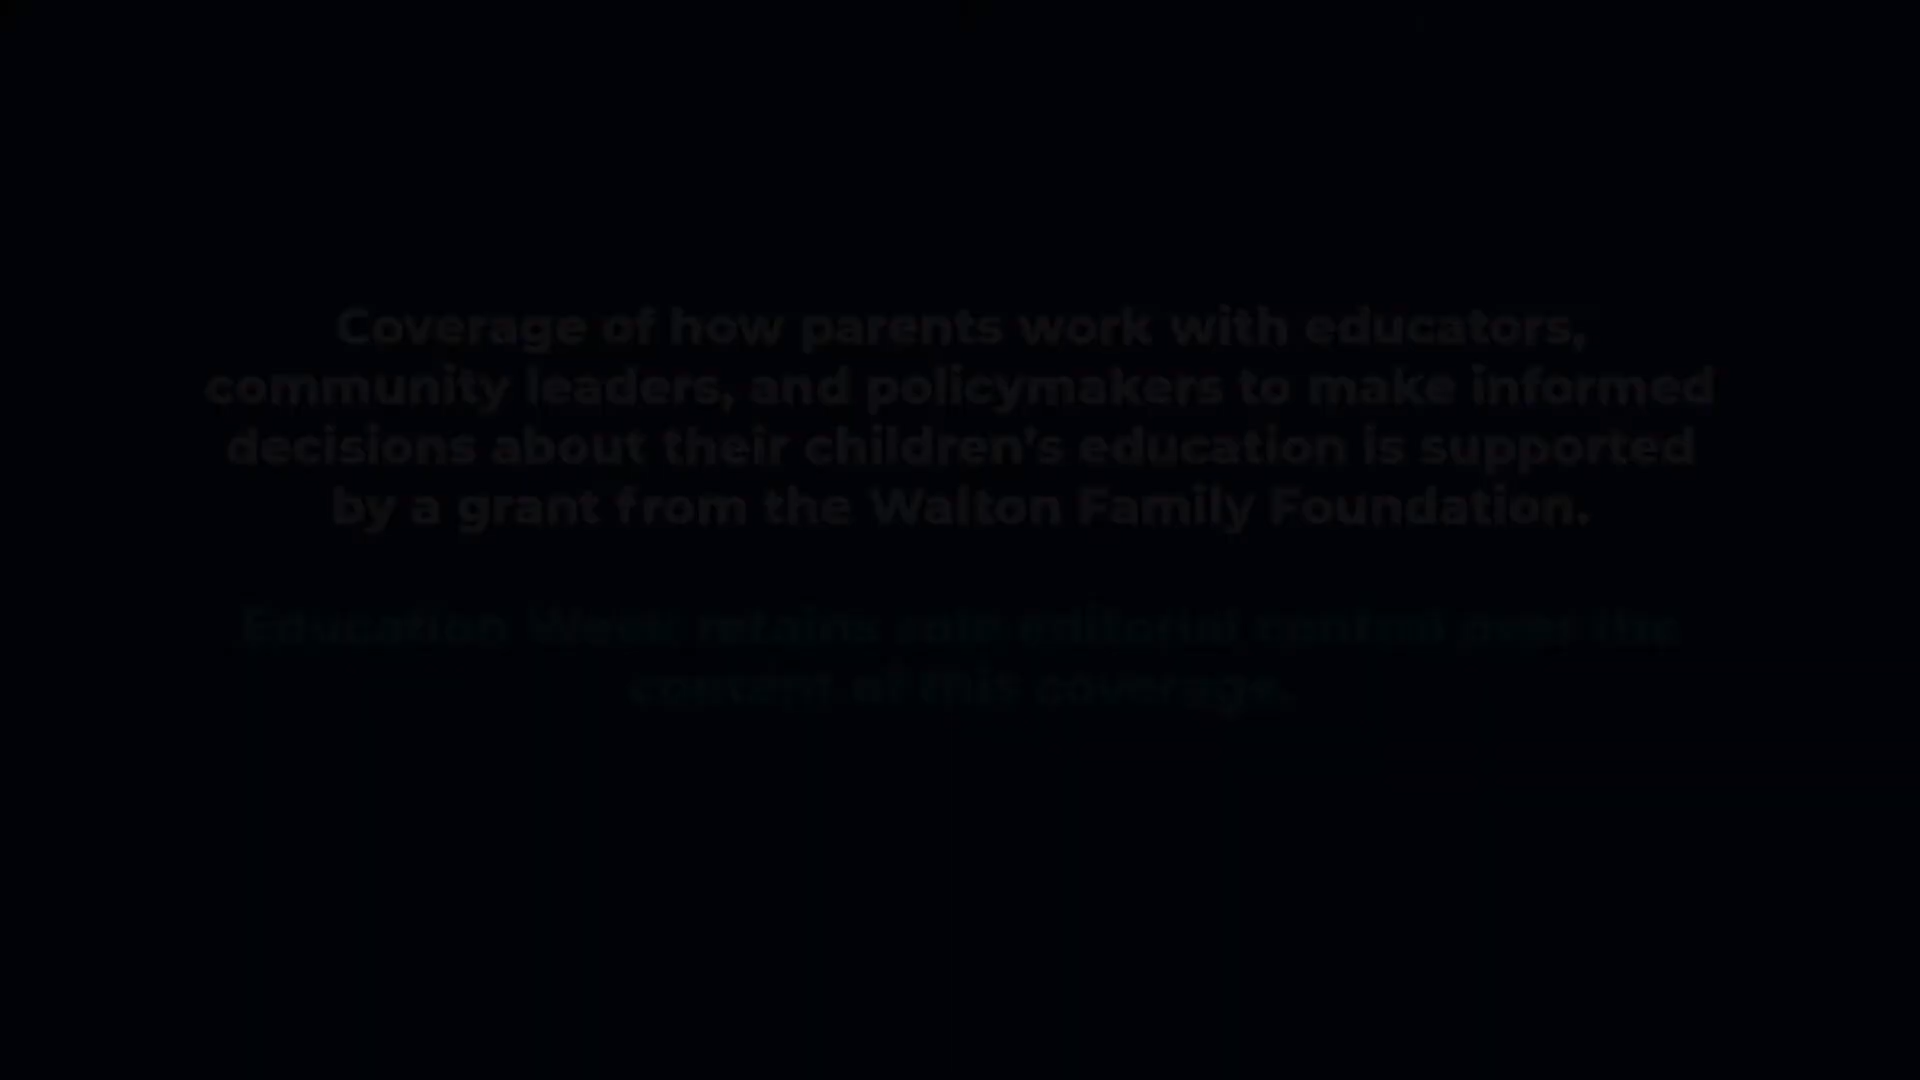 Coverage of how parents work with educators,
community leaders, and policymakers to make informed
decisions about their children's education is supported
by a grant from the Walton Family Foundation.
Education Week retains sole editorial control over the
content of this coverage.